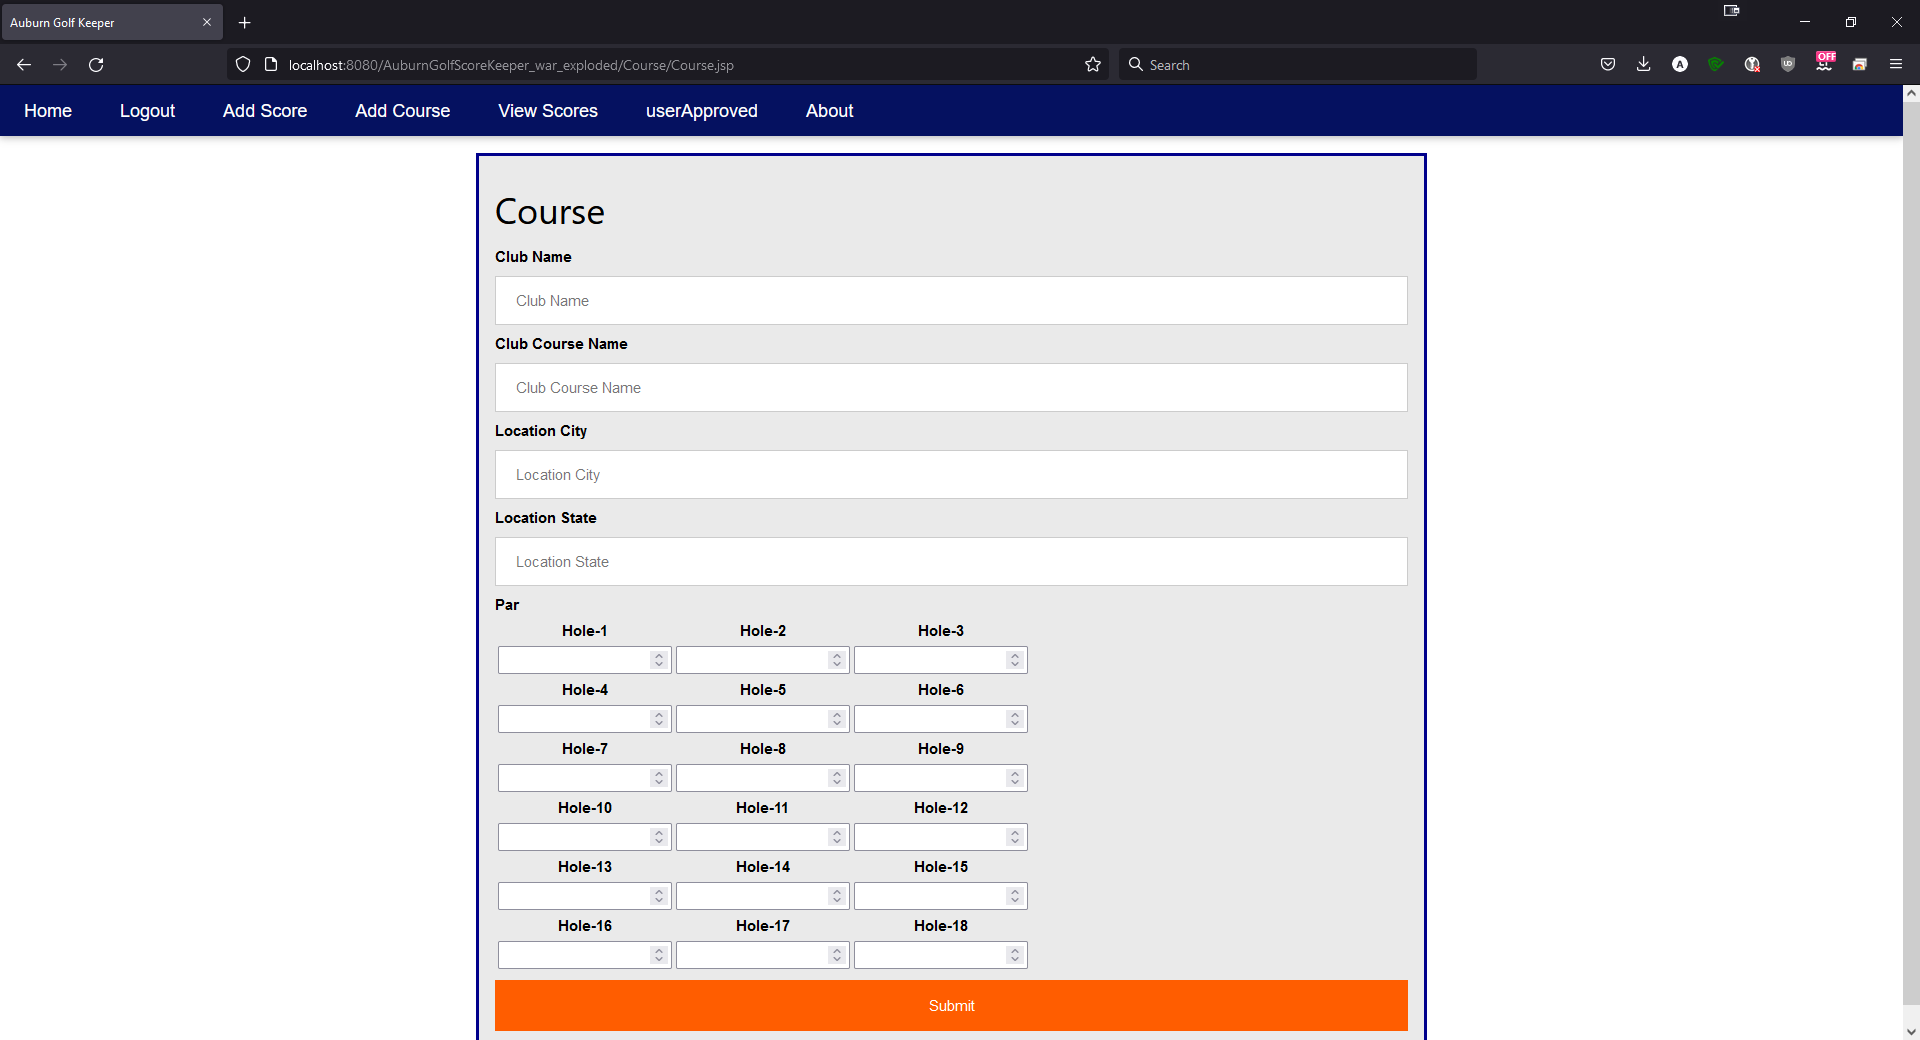 Auburn Golf Keeper
localhost:8080/AuburnGolfScoreKeeper_war_exploded/Course/Course.jsp
Search
A
UD
OFF
Home Logout Add Score Add Course View Scores userApproved About
Course
Club Name
Club Name
Club Course Name
Club Course Name
Location City
Location City
Location State
Location State
Par
Hole-1 Hole-2 Hole-3
Hole-4 Hole-5 Hole-6
Hole-7 Hole-8 Hole-9
Hole-10 Hole-11 Hole-12
Hole-13 Hole-14 Hole-15
Hole-16 Hole-17 Hole-18
Submit